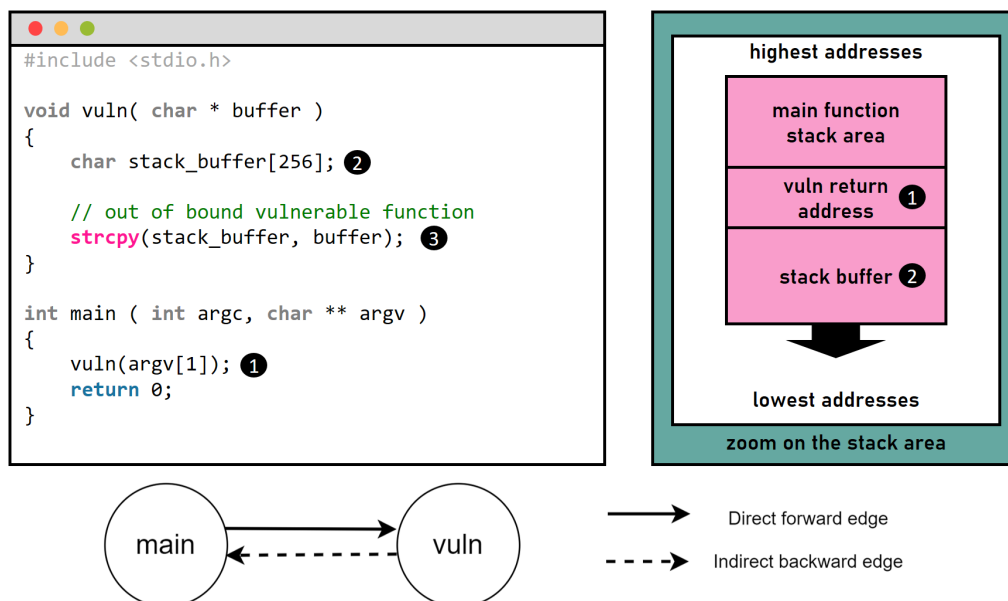 #include <stdio.h>
void vuln( char * buffer )
{
char stack_buffer[256]; 2
// out of bound vulnerable function
strcpy(stack_buffer, buffer); 3
}
int main ( int argc, char ** argv )
{
vuln(argv[1]); 1
return 0;
}
highest addresses
main function
stack area
vuln return
address
1
stack buffer 2
lowest addresses
zoom on the stack area
main
vuln
Direct forward edge
Indirect backward edge